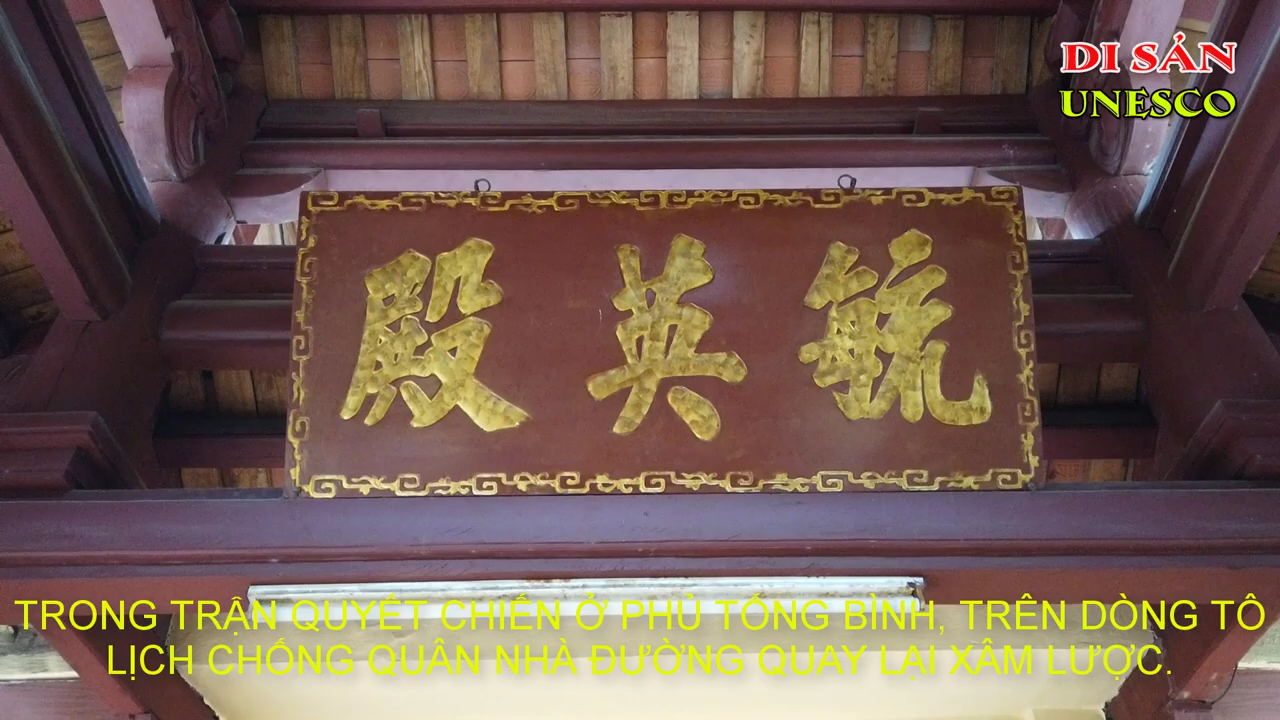 DI SẢN
UNESCO
毓英殿
TRONG TRẬN QUYẾT CHIẾN Ở PHỦ TỐNG BÌNH, TRÊN DÒNG TÔ
LỊCH CHỐNG QUÂN NHÀ ĐƯỜNG QUAY LẠI XÂM LƯỢC.